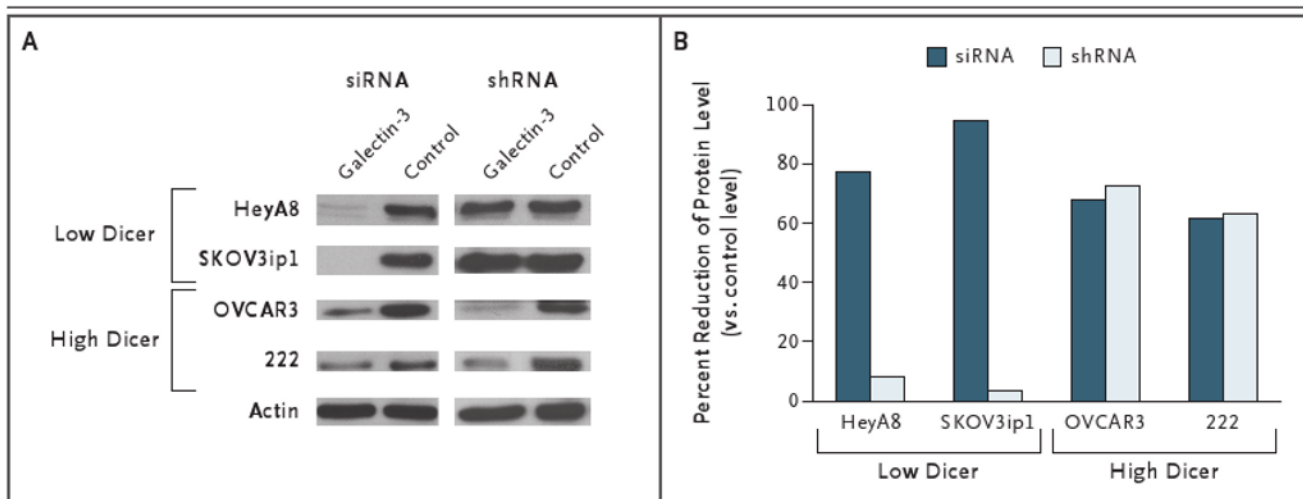 A
siRNA shRNA
Galectin-3 Control Galectin-3 Control
Low Dicer
HeyA8
SKOV3ip1
High Dicer
OVCAR3
222
Actin
B
siRNA shRNA
Percent Reduction of Protein Level
(vs. control level)
100
80
60
40
20
0
HeyA8 SKOV3ip1 OVCAR3 222
Low Dicer High Dicer